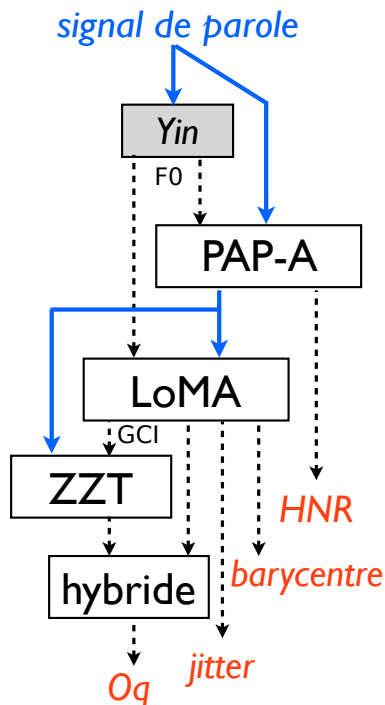 signal de parole
Yin
F0
PAP-A
LoMA
GCI
ZZT
HNR
hybride
barycentre
jitter
Oq